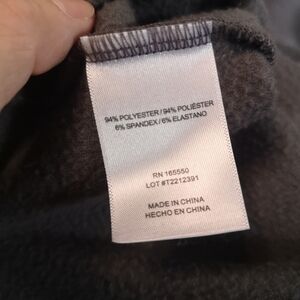 94% POLYESTER / 94% POLIÉSTER
6% SPANDEX / 6% ELASTANO
RN 165550
LOT #T2212391
MADE IN CHINA
HECHO EN CHINA